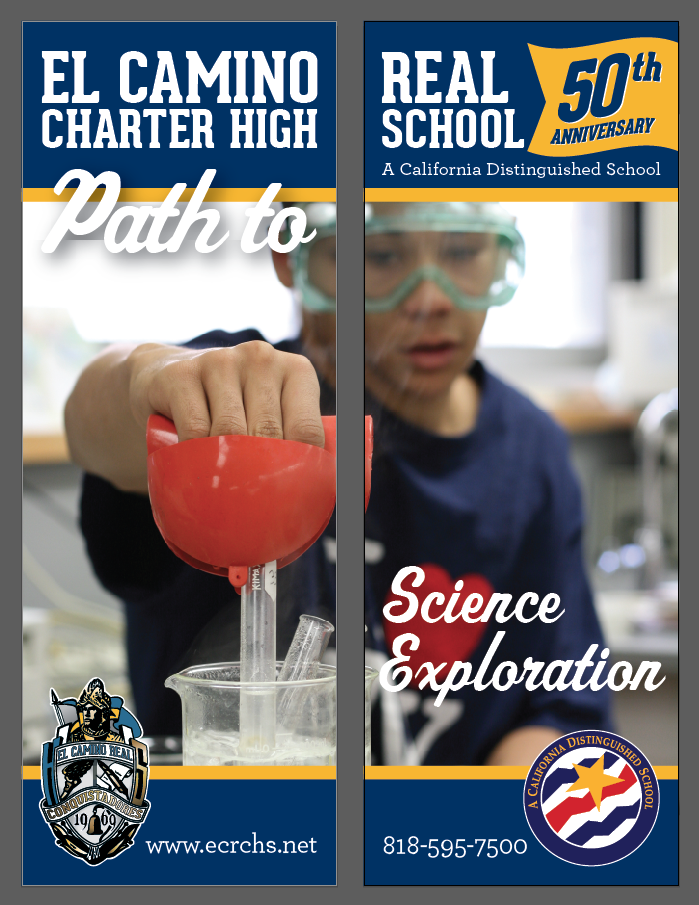 EL CAMINO
CHARTER HIGH
Path to
EL CAMINO REAL
CONQUISTADORES
1969
www.ecrchs.net
REAL
SCHOOL
50th
ANNIVERSARY
A California Distinguished School
Science
Exploration
818-595-7500
A CALIFORNIA DISTINGUISHED SCHOOL